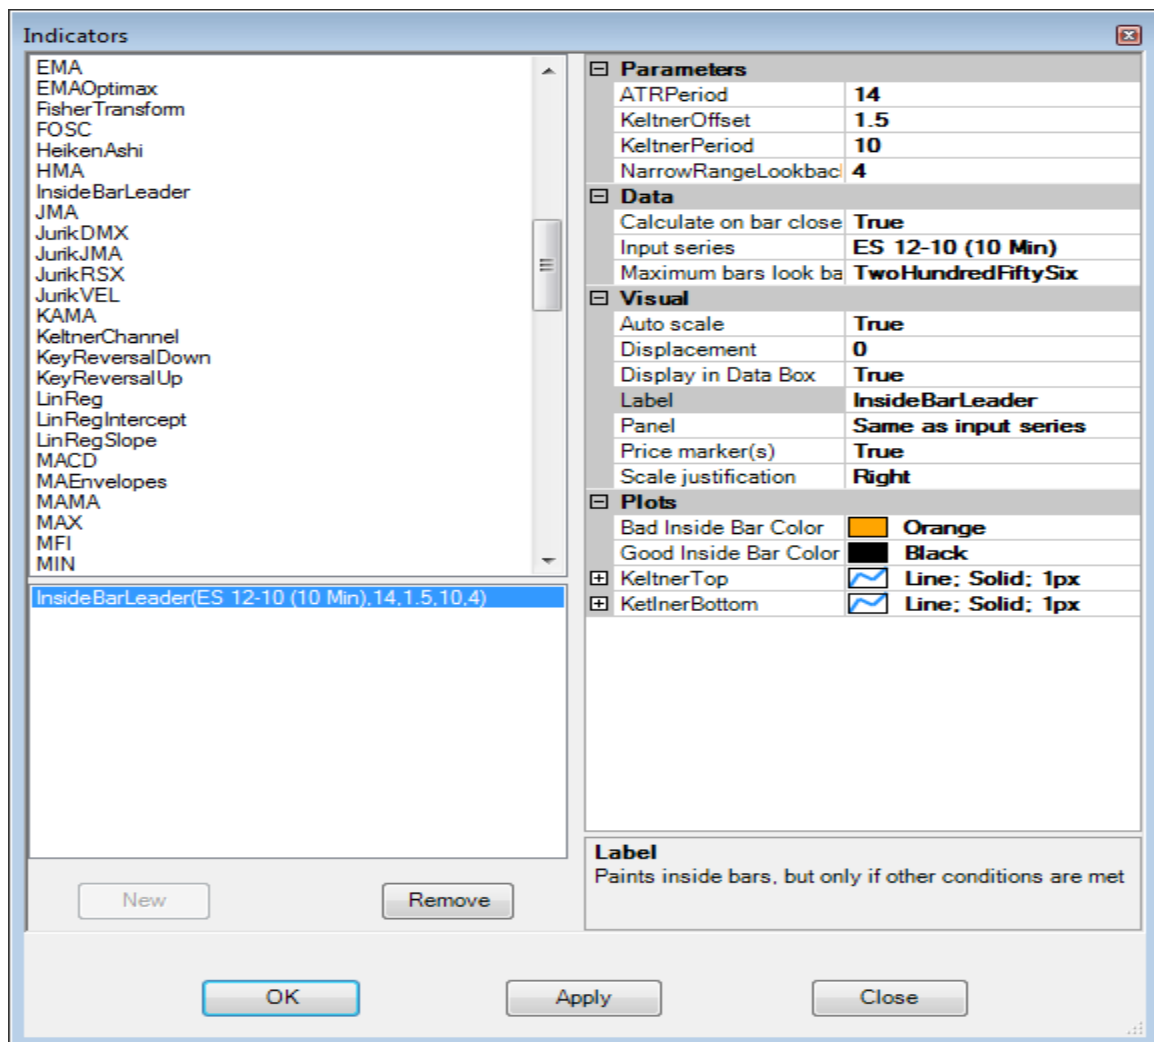 Indicators
EMA
EMAOptimax
FisherTransform
FOSC
HeikenAshi
HMA
InsideBarLeader
JMA
JurikDMX
JurikJMA
JurikRSX
JurikVEL
KAMA
KeltnerChannel
KeyReversalDown
KeyReversalUp
LinReg
LinRegIntercept
LinRegSlope
MACD
MAEnvelopes
MAMA
MAX
MFI
MIN
InsideBarLeader(ES 12-10 (10 Min),14,1.5,10,4)
New Remove
Parameters
ATRPeriod 14
KeltnerOffset 1.5
KeltnerPeriod 10
NarrowRangeLookbac 4
Data
Calculate on bar close True
Input series ES 12-10 (10 Min)
Maximum bars look ba TwoHundredFiftySix
Visual
Auto scale True
Displacement 0
Display in Data Box True
Label InsideBarLeader
Panel Same as input series
Price marker(s) True
Scale justification Right
Plots
Bad Inside Bar Color Orange
Good Inside Bar Color Black
KeltnerTop Line; Solid; 1px
KetlnerBottom Line; Solid; 1px
Label
Paints inside bars, but only if other conditions are met
OK Apply Close